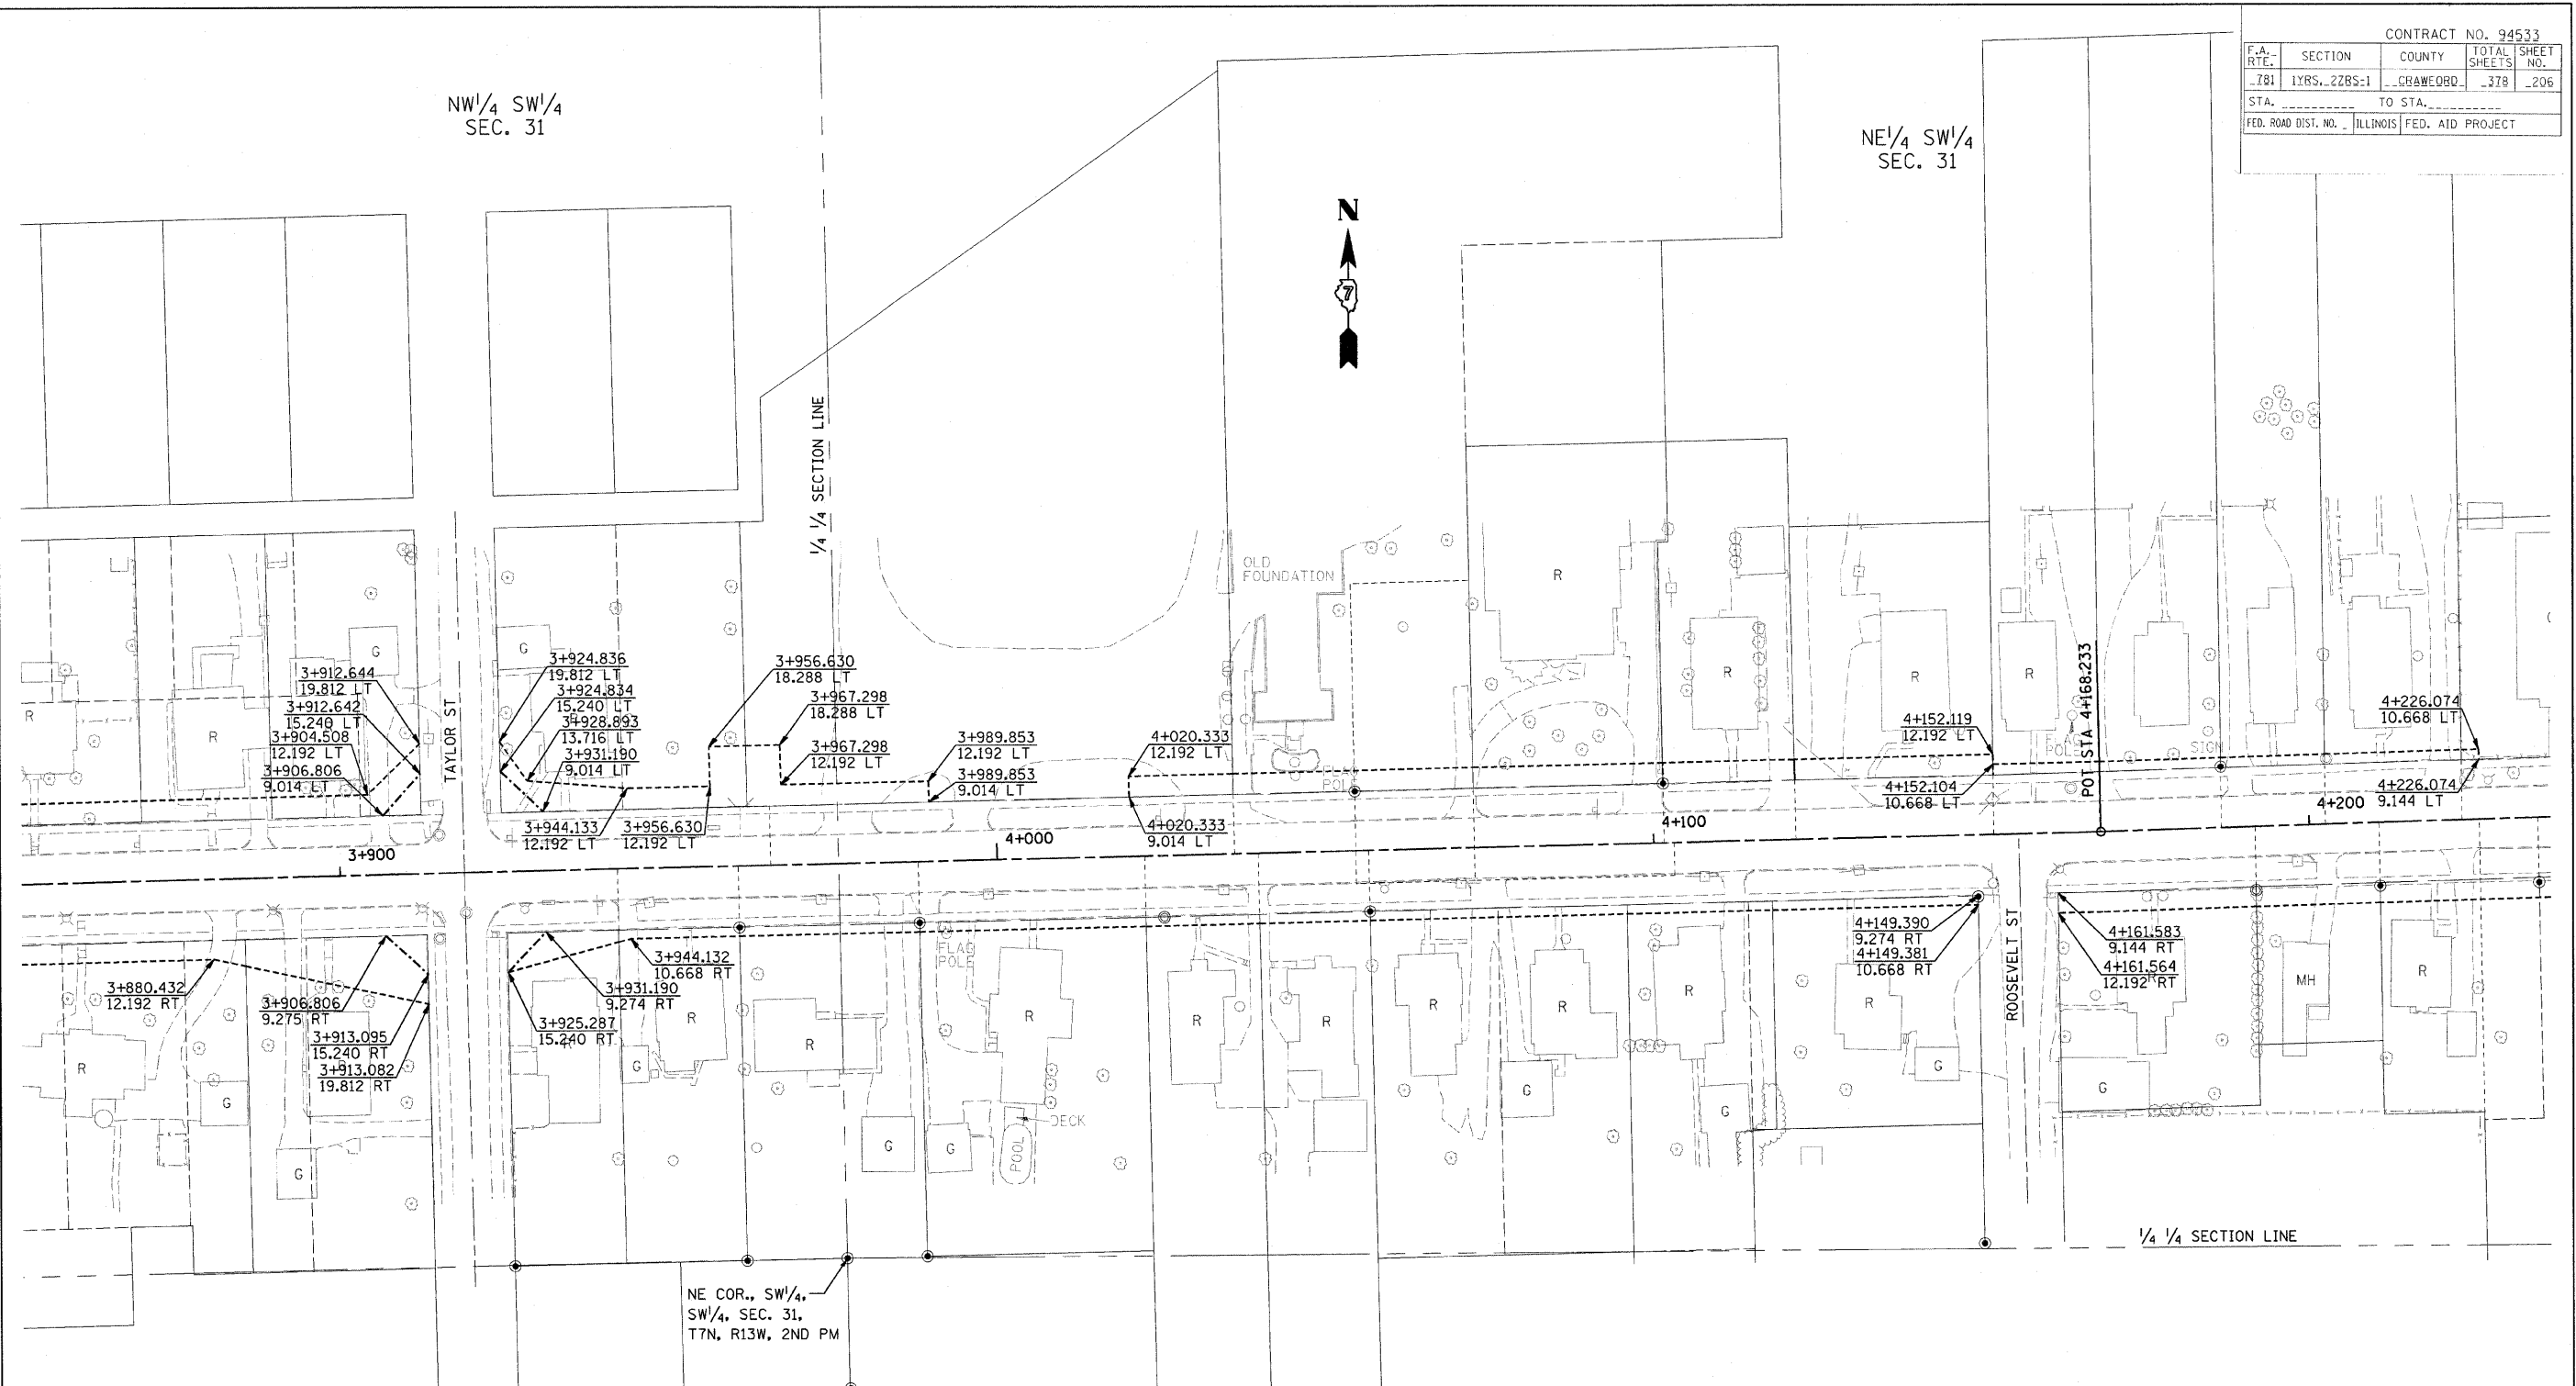 CONTRACT NO. 94533
F.A. RTE. SECTION COUNTY TOTAL SHEETS SHEET NO.
781 1YRS,2ZRS-1 CRAWFORD 378 206
STA. TO STA.
FED. ROAD DIST. NO. ILLINOIS FED. AID PROJECT
NW1/4 SW1/4
SEC. 31
NE1/4 SW1/4
SEC. 31
N
7
1/4 1/4 SECTION LINE
OLD
FOUNDATION
R
G
G
R
R
R
R
R
R
TAYLOR ST
3+912.644
19.812 LT
3+912.642
15.240 LT
3+904.508
12.192 LT
3+906.806
9.014 LT
3+924.836
19.812 LT
3+924.834
15.240 LT
3+928.893
13.716 LT
3+931.190
9.014 LT
3+944.133
12.192 LT
3+956.630
12.192 LT
3+956.630
18.288 LT
3+967.298
18.288 LT
3+967.298
12.192 LT
3+989.853
12.192 LT
3+989.853
9.014 LT
4+020.333
12.192 LT
4+020.333
9.014 LT
FLAG
POLE
4+152.119
12.192 LT
4+152.104
10.668 LT
POLE
POT STA 4+168.233
SIGN
4+226.074
10.668 LT
4+226.074
9.144 LT
3+900
4+000
4+100
4+200
3+880.432
12.192 RT
3+906.806
9.275 RT
3+913.095
15.240 RT
3+913.082
19.812 RT
3+944.132
10.668 RT
3+931.190
9.274 RT
3+925.287
15.240 RT
FLAG
POLE
4+149.390
9.274 RT
4+149.381
10.668 RT
ROOSEVELT ST
4+161.583
9.144 RT
4+161.564
12.192 RT
R
G
G
R
R
G
R
R
G
G
POOL
DECK
R
R
R
R
G
R
G
R
G
R
G
MH
R
1/4 1/4 SECTION LINE
NE COR., SW1/4,
SW1/4, SEC. 31,
T7N, R13W, 2ND PM